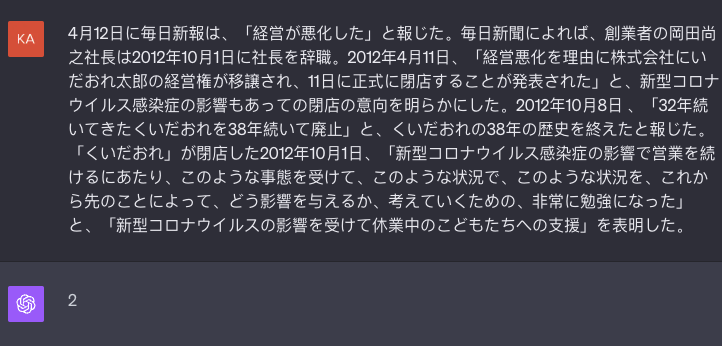 KA
4月12日に毎日新報は、「経営が悪化した」と報じた。毎日新聞によれば、創業者の岡田尚
之社長は2012年10月1日に社長を辞職。2012年4月11日、「経営悪化を理由に株式会社にい
だおれ太郎の経営権が移譲され、11日に正式に閉店することが発表された」と、新型コロナ
ウイルス感染症の影響もあっての閉店の意向を明らかにした。2012年10月8日 、「32年続
いてきたくいだおれを38年続いて廃止」と、くいだおれの38年の歴史を終えたと報じた。
「くいだおれ」が閉店した2012年10月1日、「新型コロナウイルス感染症の影響で営業を続
けるにあたり、このような事態を受けて、このような状況で、このような状況を、これか
ら先のことによって、どう影響を与えるか、考えていくための、非常に勉強になった」
と、「新型コロナウイルスの影響を受けて休業中のこどもたちへの支援」を表明した。
2